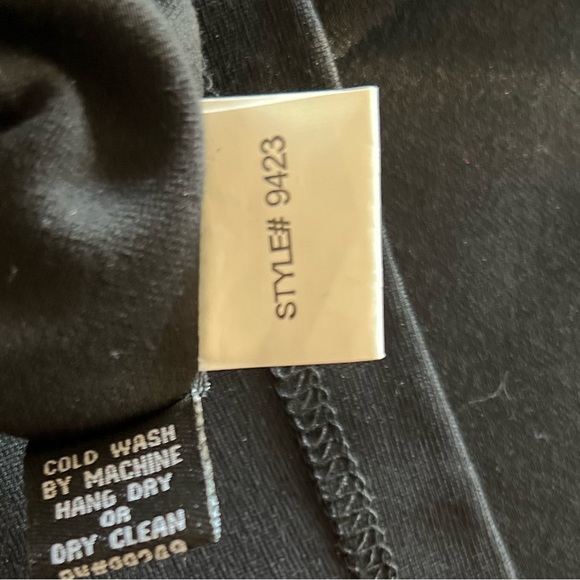 STYLE# 9423
COLD WASH
BY MACHINE
HANG DRY
OR
DRY CLEAN